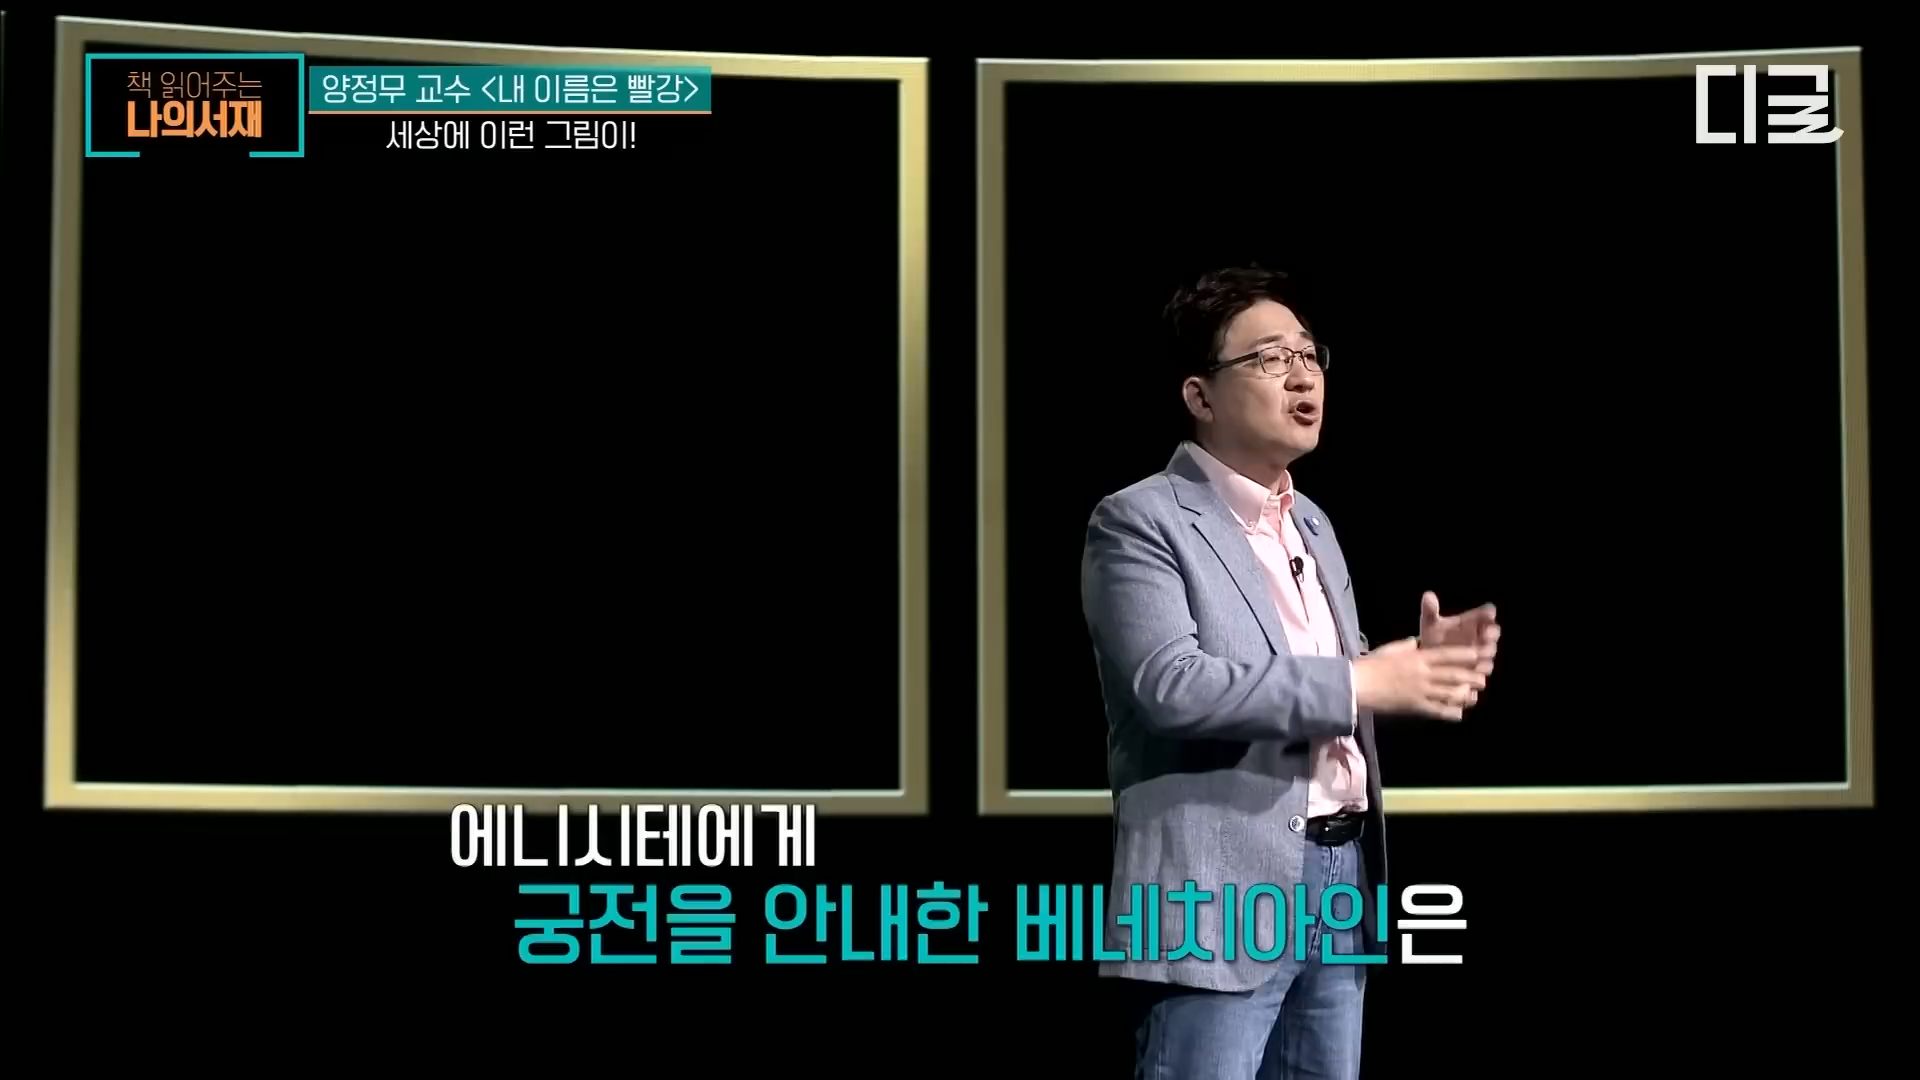 책 읽어주는
나의서재
양정무 교수 <내 이름은 빨강>
세상에 이런 그림이!
디글
에니시테에게
궁전을 안내한 베네치아인은